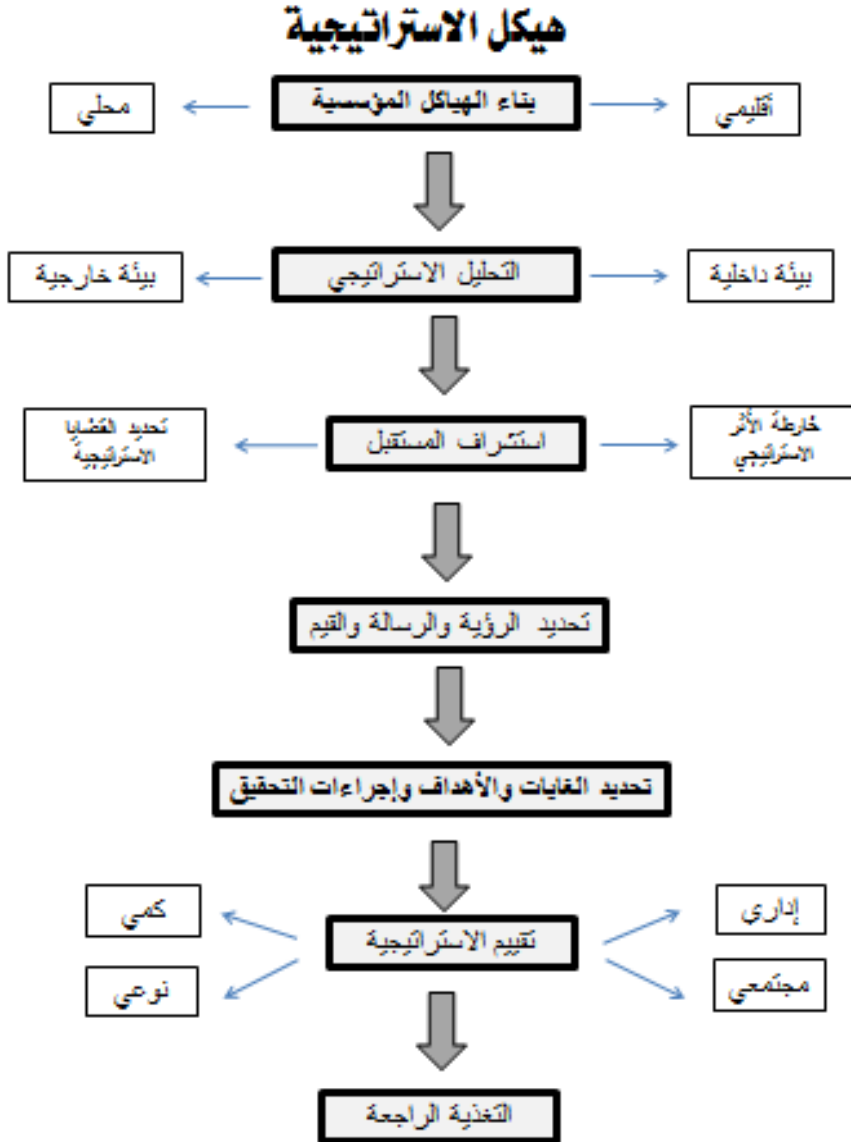 هيكل الاستراتيجية
بناء الهياكل المؤسسية
أقليمي
محلي
التحليل الاستراتيجي
بيئة داخلية
بيئة خارجية
استشراف المستقبل
خارطة الأثر
الاستراتيجي
تحديد القضايا
الاستراتيجية
تحديد الرؤية والرسالة والقيم
تحديد الغايات والأهداف وإجراءات التحقيق
تقييم الاستراتيجية
إداري
كمي
مجتمعي
نوعي
التغذية الراجعة